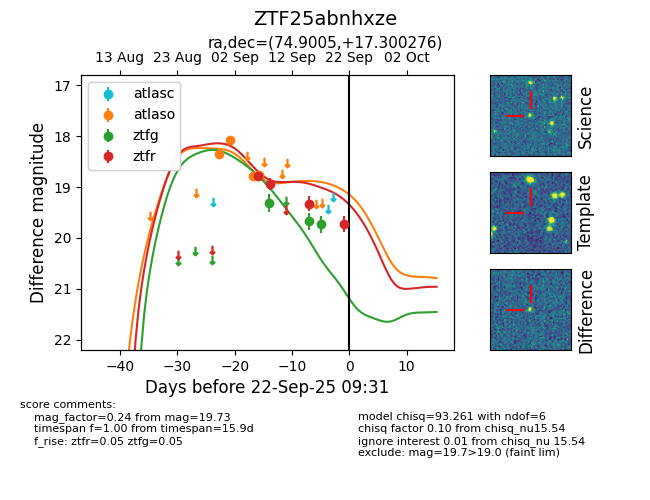 ZTF25abnhxze
ra,dec=(74.9005,+17.300276)
13 Aug 23 Aug 02 Sep 12 Sep 22 Sep 02 Oct
atlasc
atlaso
ztfg
ztfr
17
18
19
20
21
22
Difference magnitude
−40 −30 −20 −10 0 10
Days before 22-Sep-25 09:31
Science
Template
Difference
score comments:
mag_factor=0.24 from mag=19.73
timespan f=1.00 from timespan=15.9d
f_rise: ztfr=0.05 ztfg=0.05
model chisq=93.261 with ndof=6
chisq factor 0.10 from chisq_nu15.54
ignore interest 0.01 from chisq_nu 15.54
exclude: mag=19.7>19.0 (faint lim)